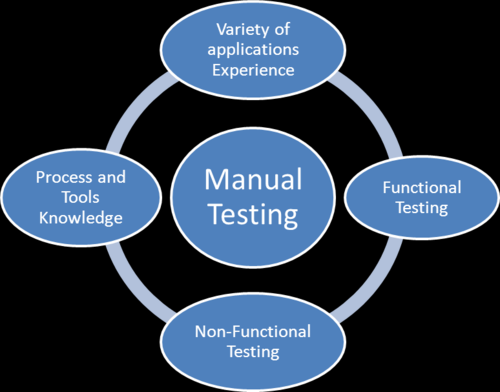 Variety of
applications
Experience
Process and
Tools
Knowledge
Manual
Testing
Functional
Testing
Non-Functional
Testing